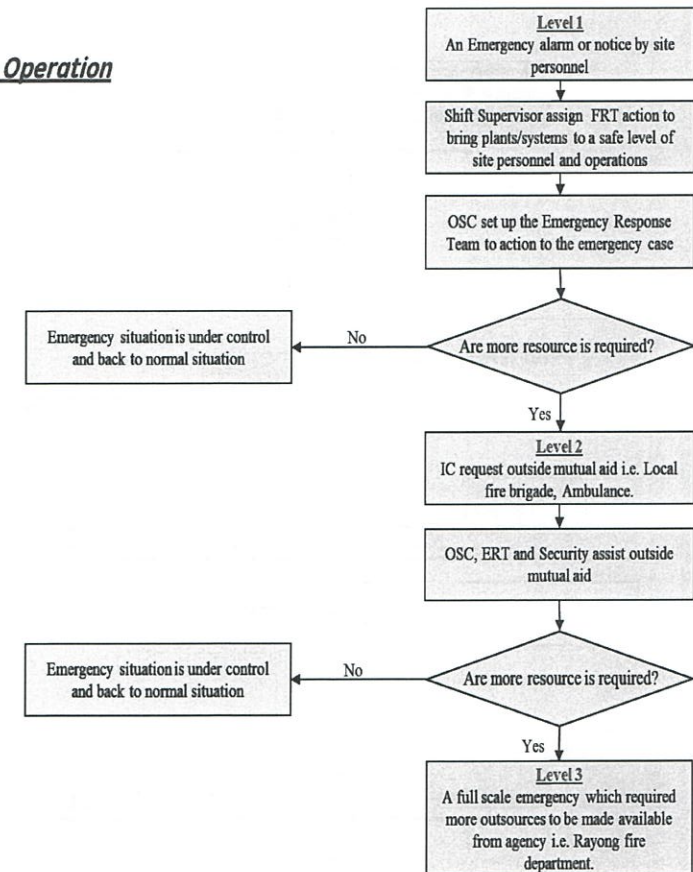 Operation
Level 1
An Emergency alarm or notice by site
personnel
Shift Supervisor assign FRT action to
bring plants/systems to a safe level of
site personnel and operations
OSC set up the Emergency Response
Team to action to the emergency case
Are more resource is required?
No
Emergency situation is under control
and back to normal situation
Yes
Level 2
IC request outside mutual aid i.e. Local
fire brigade, Ambulance.
OSC, ERT and Security assist outside
mutual aid
Are more resource is required?
No
Emergency situation is under control
and back to normal situation
Yes
Level 3
A full scale emergency which required
more outsources to be made available
from agency i.e. Rayong fire
department.